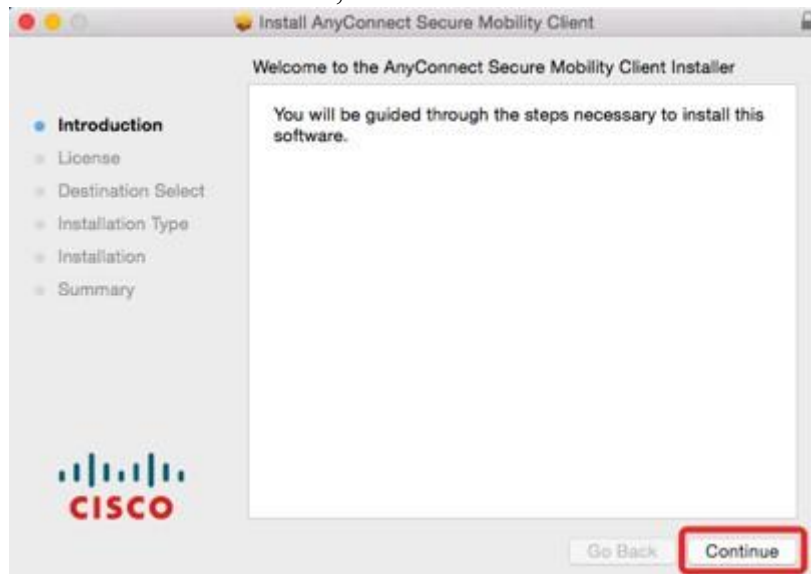 Install AnyConnect Secure Mobility Client
Welcome to the AnyConnect Secure Mobility Client Installer
Introduction
License
Destination Select
Installation Type
Installation
Summary
You will be guided through the steps necessary to install this
software.
CISCO
Go Back
Continue